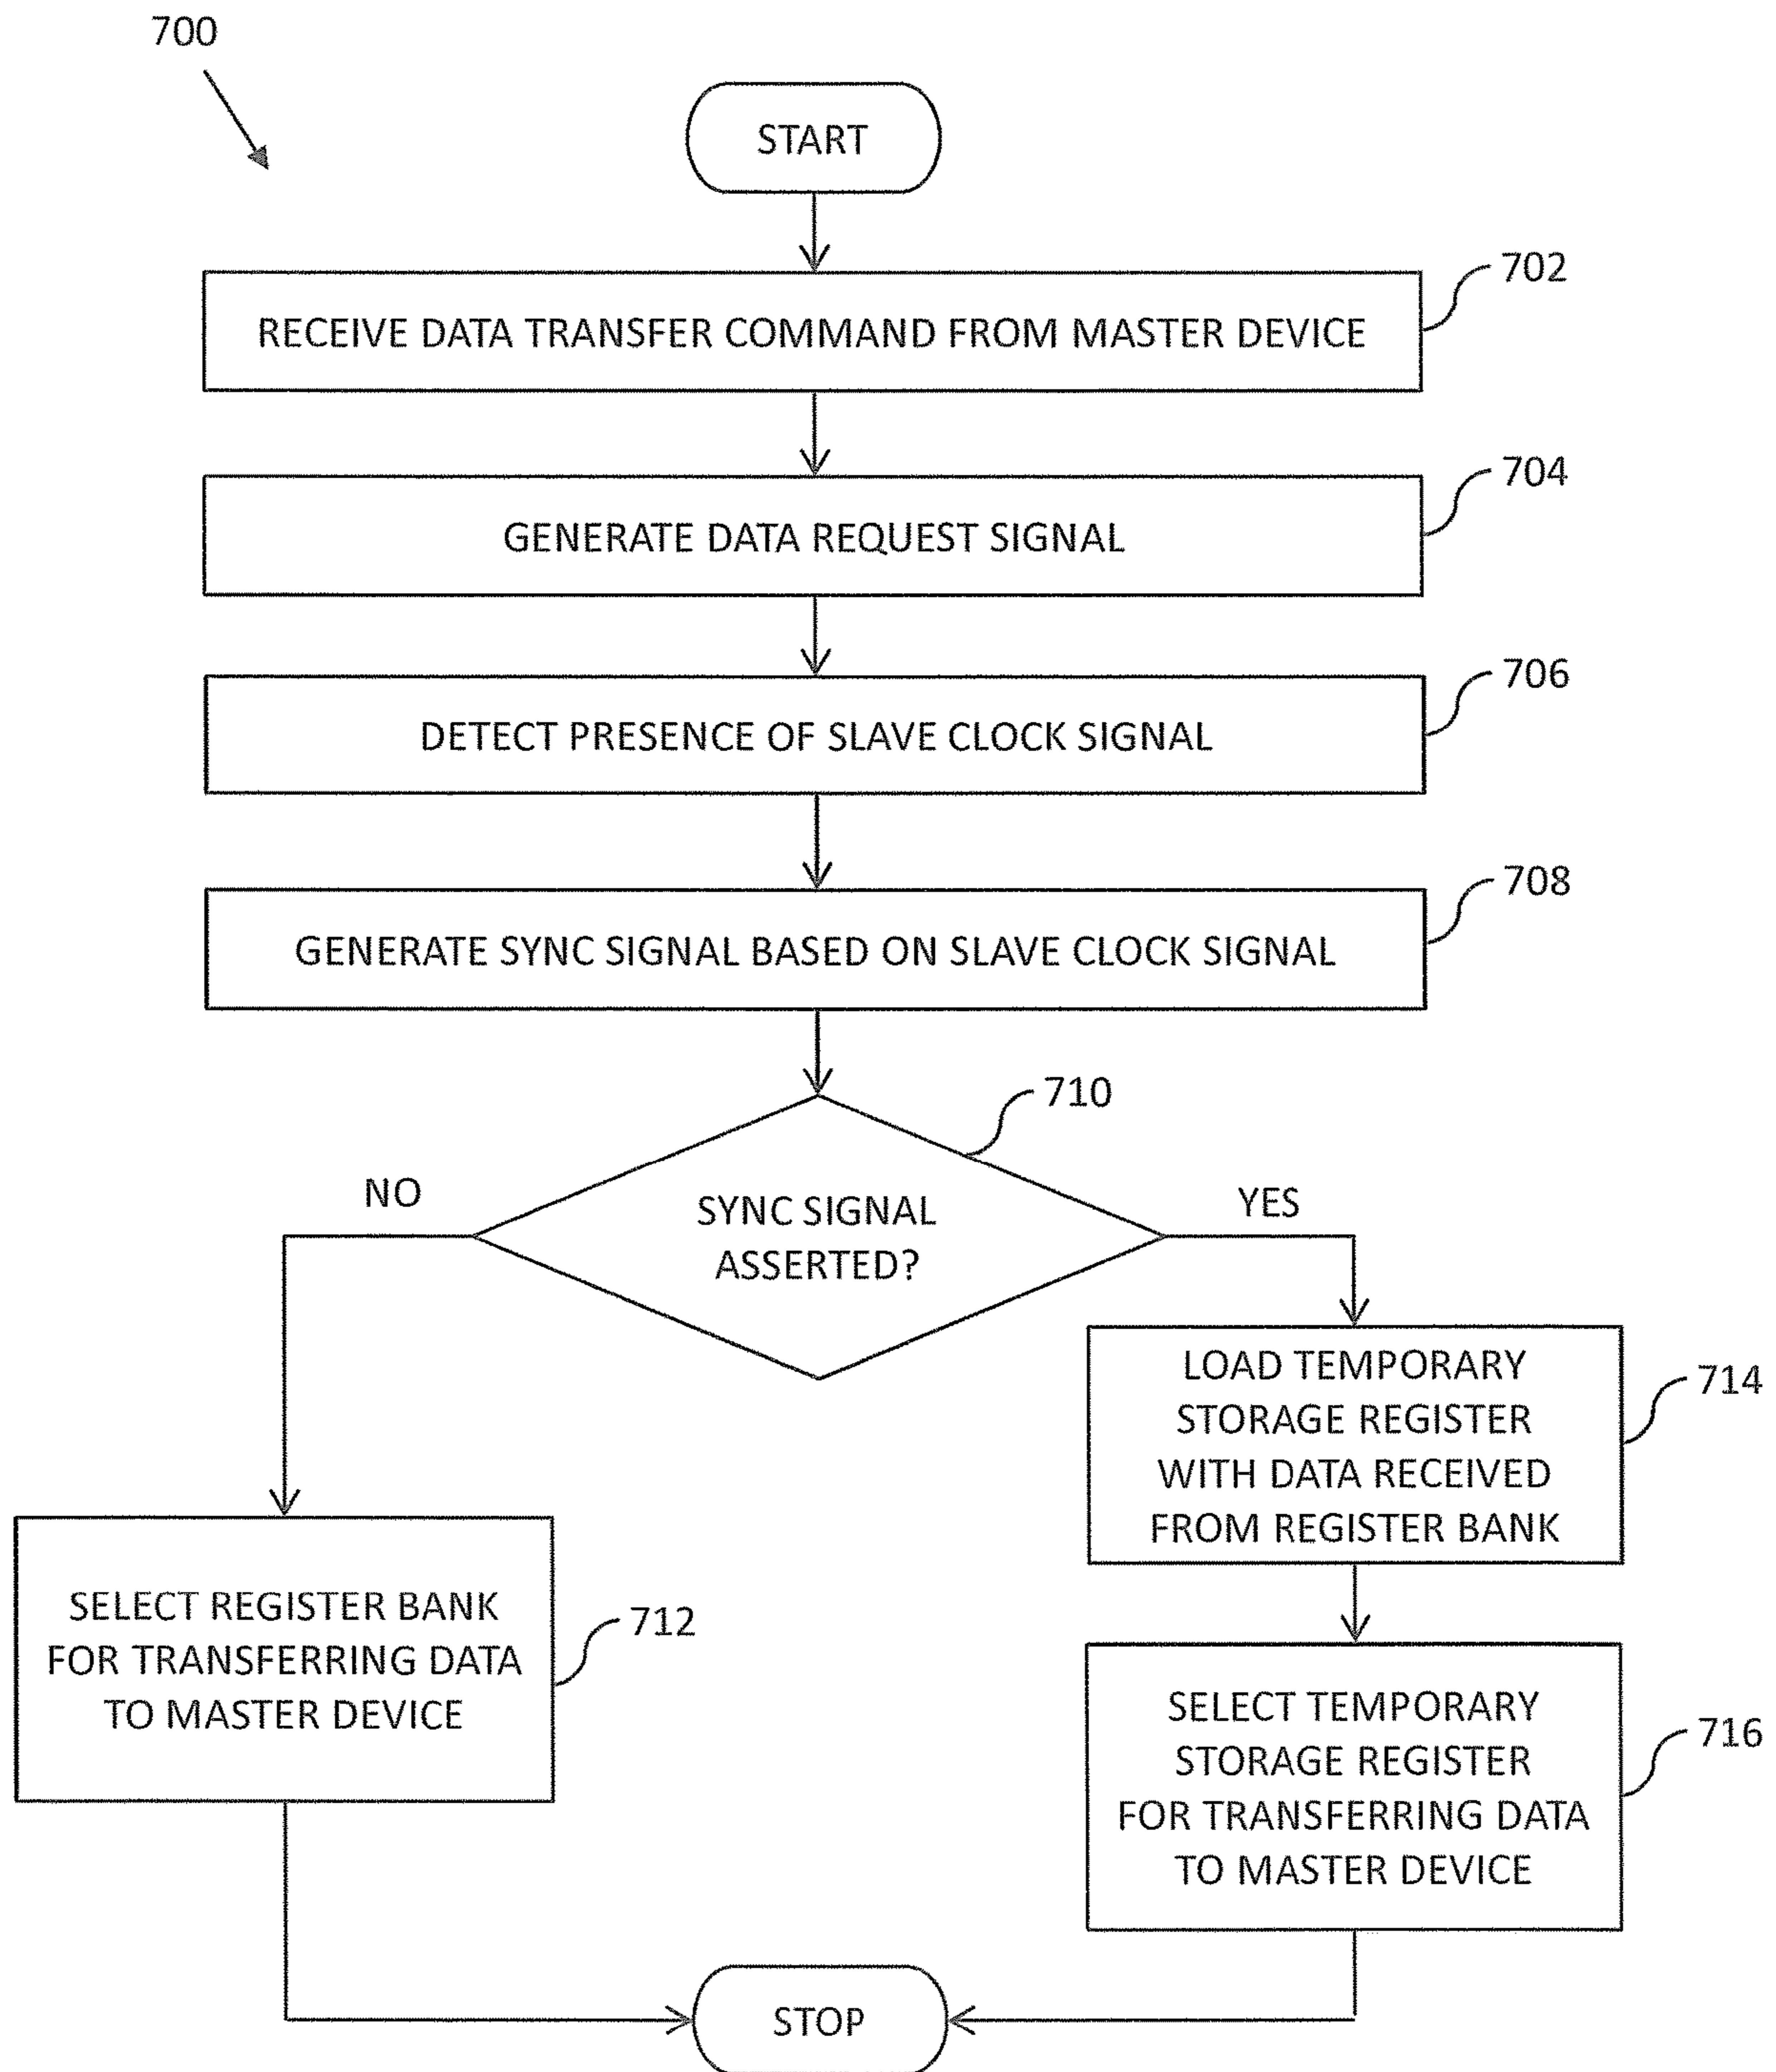 700
START
702
RECEIVE DATA TRANSFER COMMAND FROM MASTER DEVICE
704
GENERATE DATA REQUEST SIGNAL
706
DETECT PRESENCE OF SLAVE CLOCK SIGNAL
708
GENERATE SYNC SIGNAL BASED ON SLAVE CLOCK SIGNAL
710
SYNC SIGNAL
ASSERTED?
NO
SELECT REGISTER BANK
FOR TRANSFERRING DATA
TO MASTER DEVICE
712
YES
LOAD TEMPORARY
STORAGE REGISTER
WITH DATA RECEIVED
FROM REGISTER BANK
714
SELECT TEMPORARY
STORAGE REGISTER
FOR TRANSFERRING DATA
TO MASTER DEVICE
716
STOP